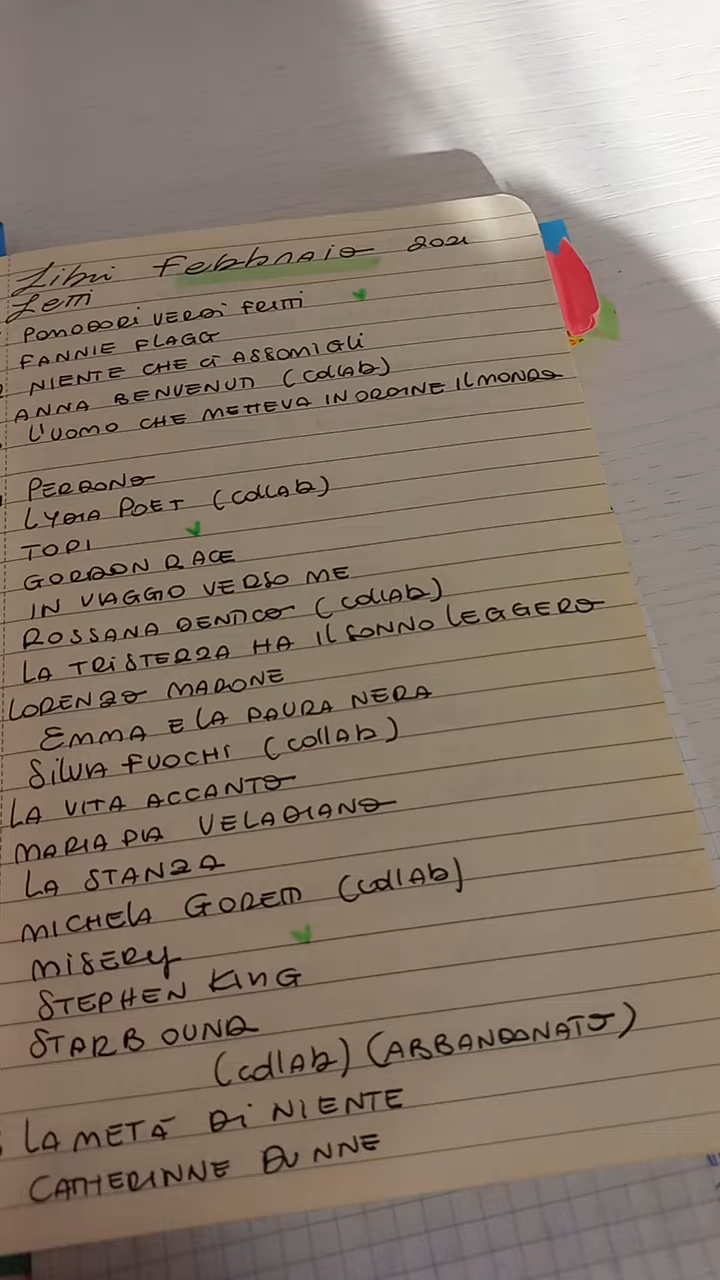 Libri Febbraio 2021
Letti
POMODORI VERDI FRITTI
FANNIE FLAGG
NIENTE CHE CI ASSOMIGLI
ANNA BENVENUTI (COLLAB)
L'UOMO CHE METTEVA IN ORDINE IL MONDO
PERDONO
LYDIA POET (COLLAB)
TOPI
GORDON RACE
IN VIAGGIO VERSO ME
ROSSANA DENTICO (COLLAB)
LA TRISTEZZA HA IL SONNO LEGGERO
LORENZO MARONE
EMMA E LA PAURA NERA
SILVIA FUOCHI (COLLAB)
LA VITA ACCANTO
MARIA PIA VELADIANO
LA STANZA
MICHELA (COLLAB)
MISERY
STEPHEN KING
STARBOUND
(COLLAB) (ABBANDONATO)
LA METÀ DI NIENTE
CATHERINNE DUNNE